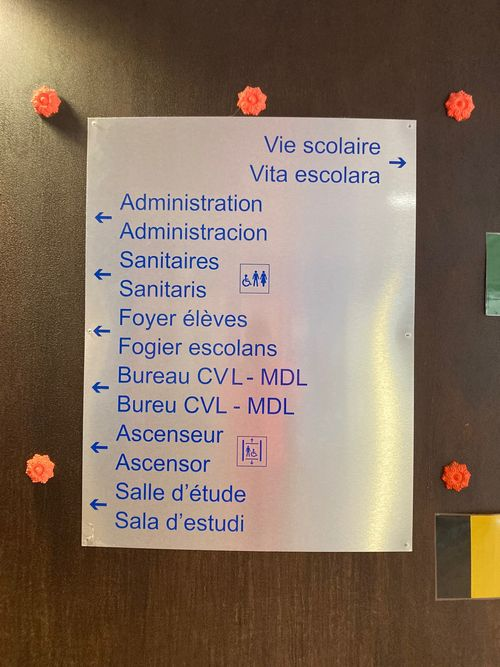 Vie scolaire
Vita escolara
Administration
Administracion
Sanitaires
Sanitaris
Foyer élèves
Fogier escolans
Bureau CVL - MDL
Bureu CVL - MDL
Ascenseur
Ascensor
Salle d'étude
Sala d'estudi